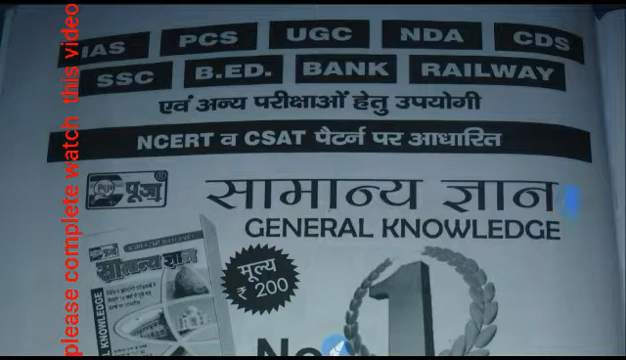 please complete watch this video
IAS PCS UGC NDA CDS
SSC B.ED. BANK RAILWAY
एवं अन्य परीक्षाओं हेतु उपयोगी
NCERT व CSAT पैटर्न पर आधारित
पूजा
सामान्य ज्ञान
GENERAL KNOWLEDGE
सामान्य ज्ञान
मूल्य
₹ 200
1
No